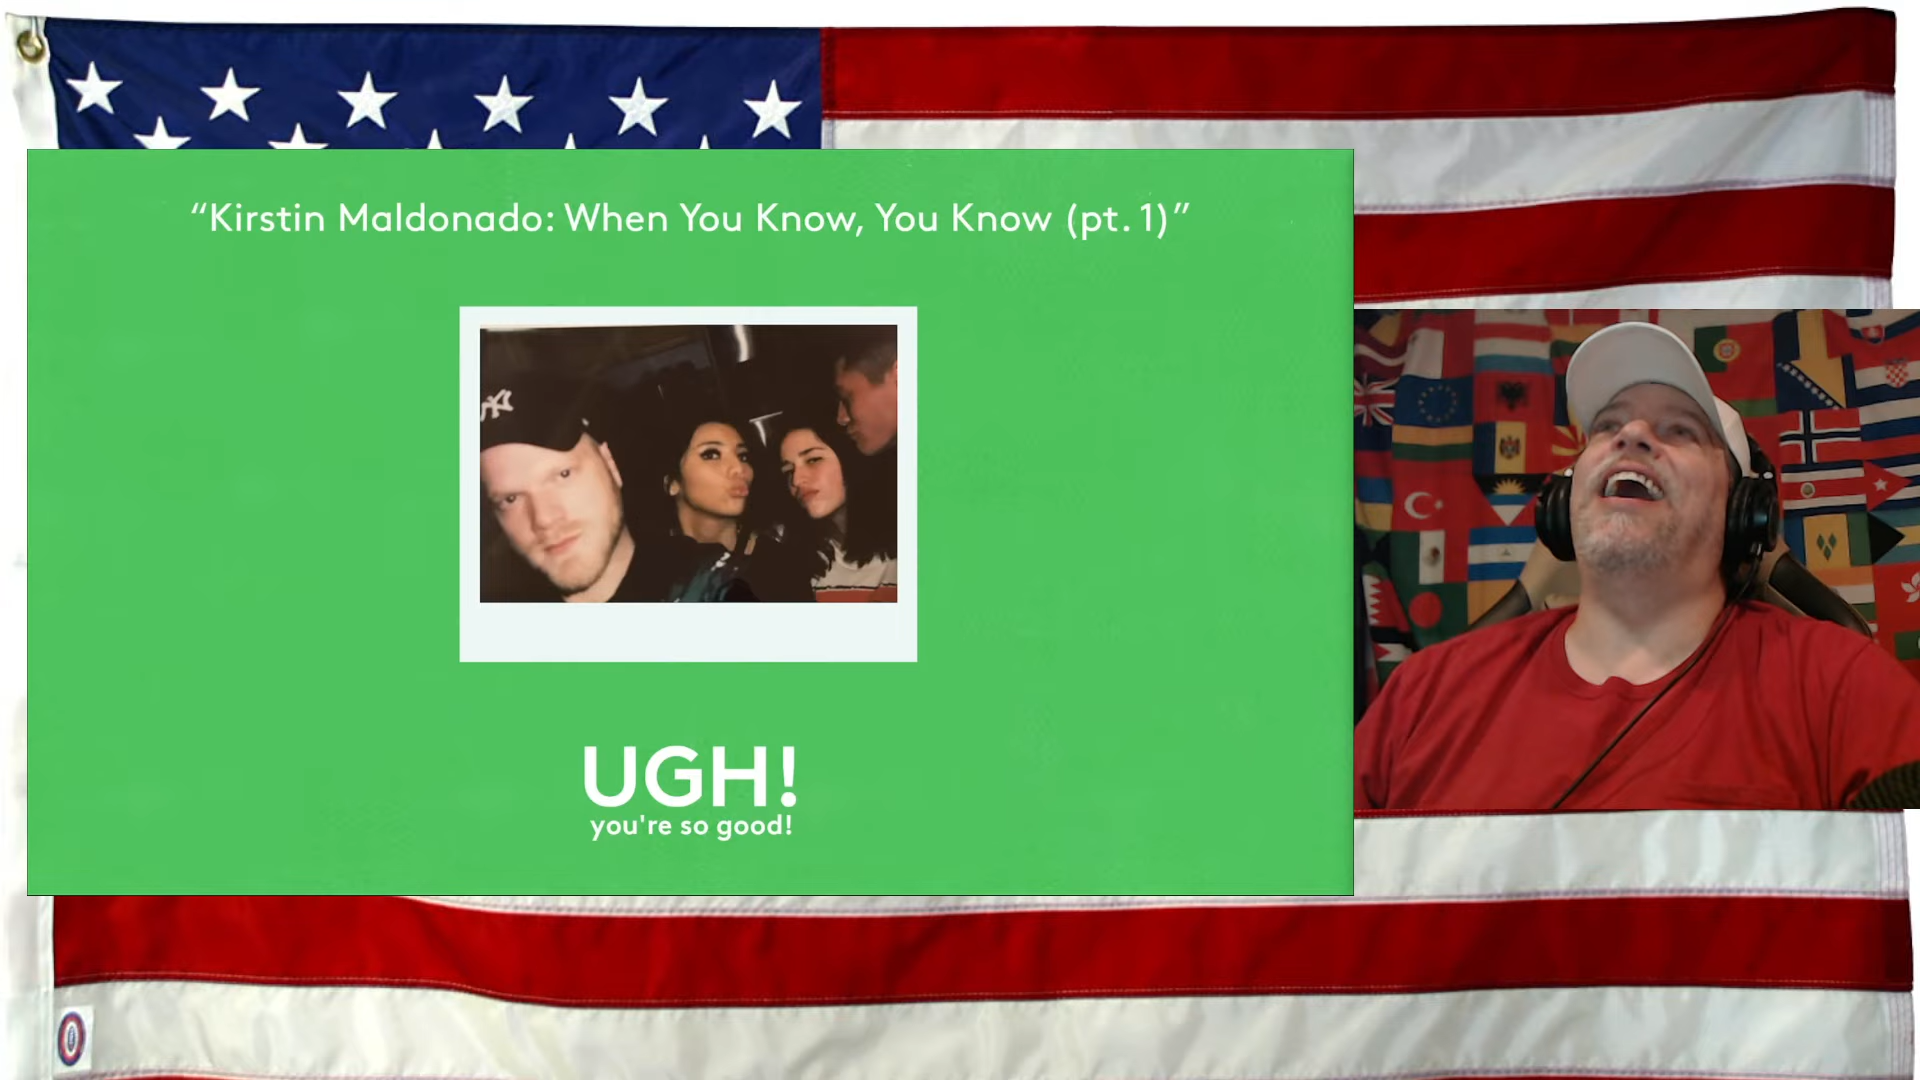 “Kirstin Maldonado: When You Know, You Know (pt. 1)”
UGH!
you're so good!